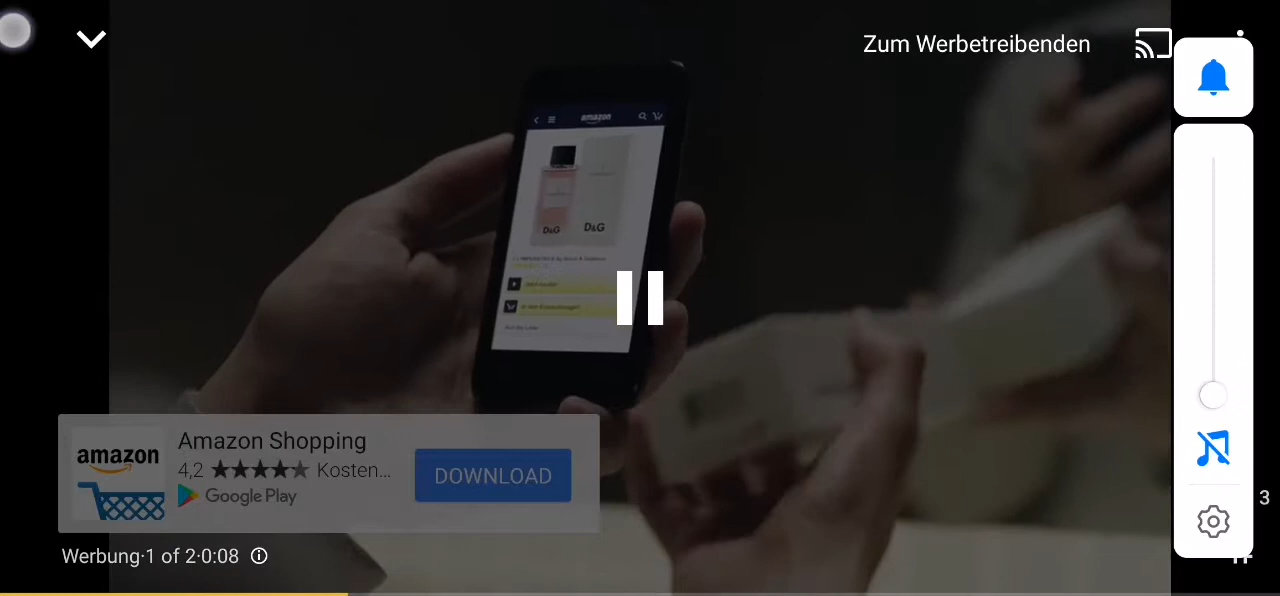 Zum Werbetreibenden
amazon
D&G
D&G
Amazon Shopping
amazon
4,2 ★★★★★ Kosten...
Google Play
DOWNLOAD
Werbung·1 of 2·0:08
3